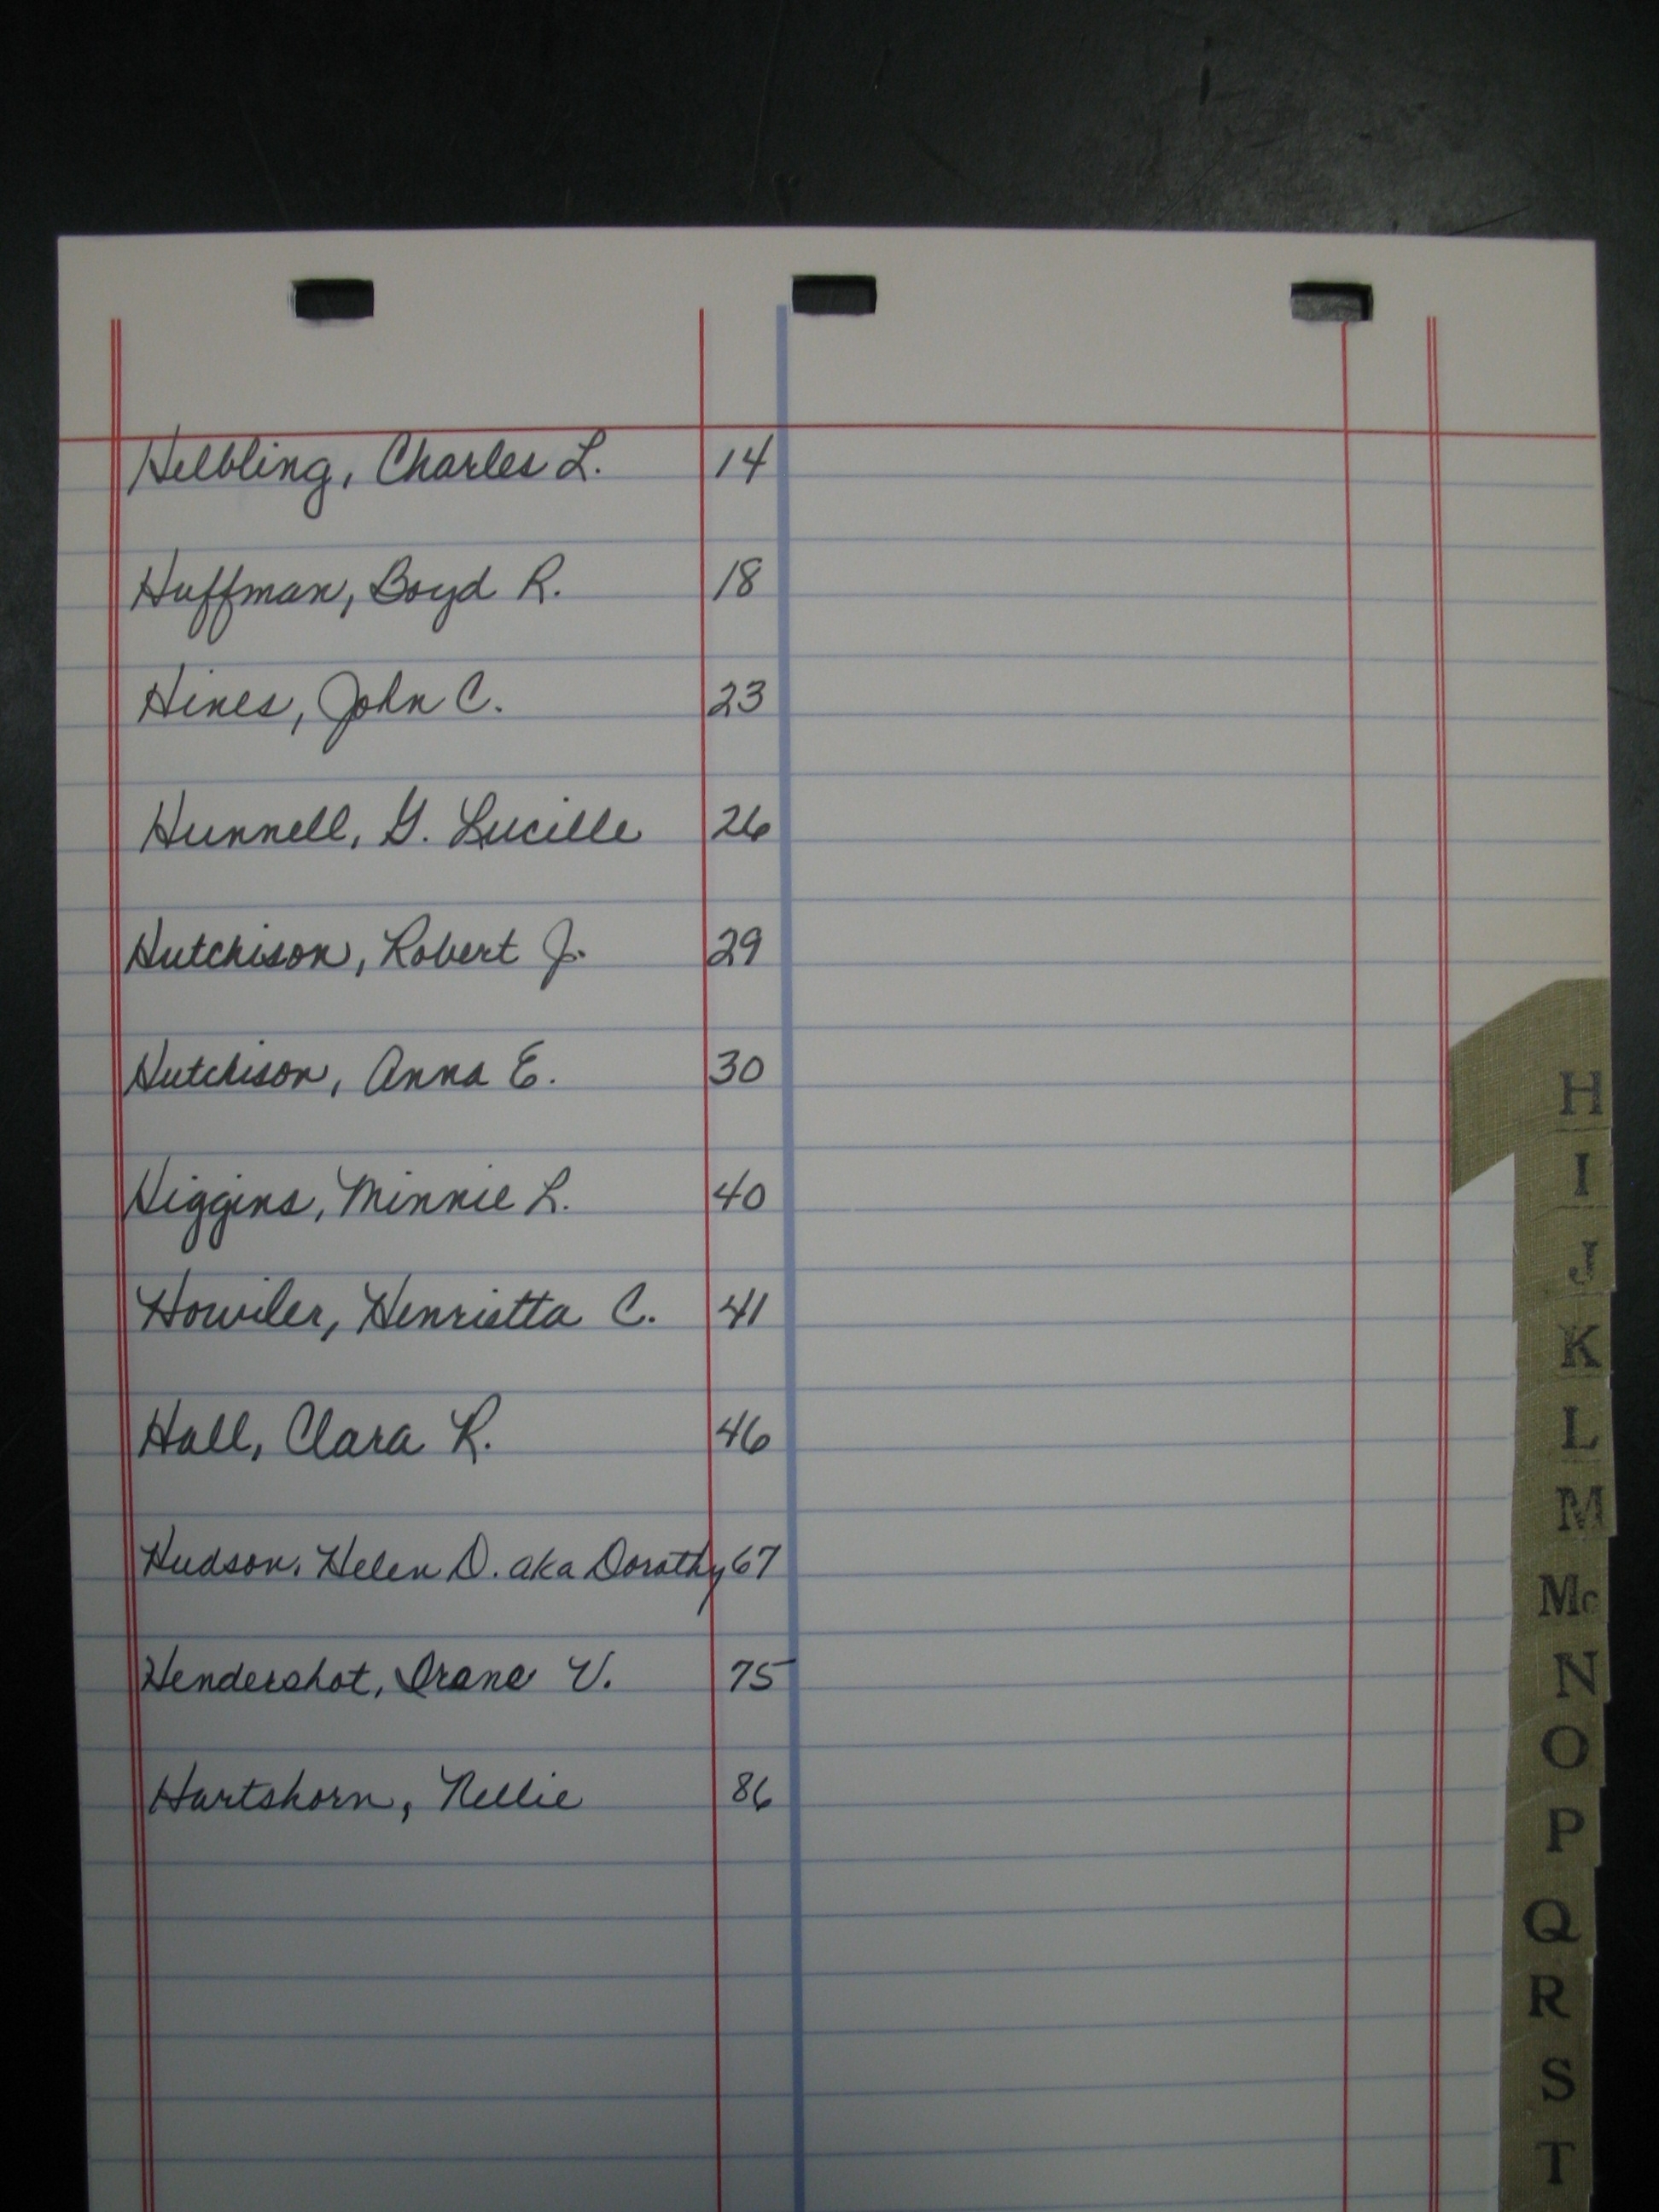 Helbling, Charles L. 14
Huffman, Boyd R. 18
Hines, John C. 23
Hunnell, G. Lucille 26
Hutchison, Robert J. 29
Hutchison, Anna E. 30
Higgins, Minnie L. 40
Howiler, Henrietta C. 41
Hall, Clara R. 46
Hudson, Helen D. aka Dorothy 67
Hendershot, Irane V. 75
Hartshorn, Nellie 86
H
I
J
K
L
M
Mc
N
O
P
Q
R
S
T